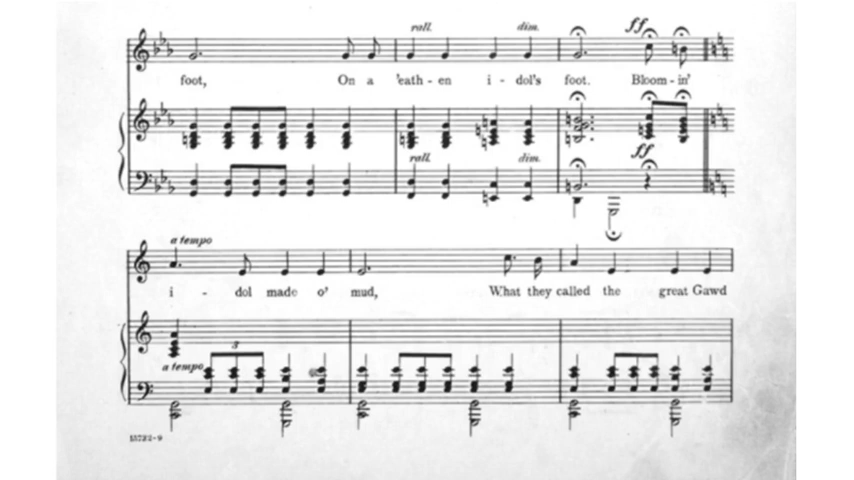 rall. dim. ff
foot, On a 'eath-en i - dol's foot. Bloom-in'
rall. dim. ff
a tempo
i - dol made o' mud, What they called the great Gawd
3
a tempo
15722-9